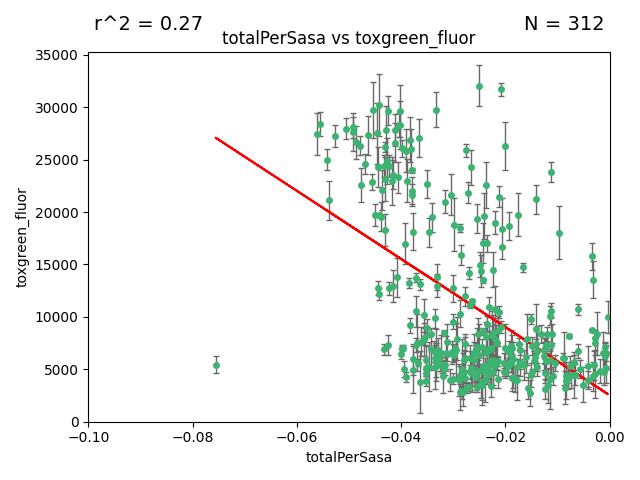 r^2 = 0.27
N = 312
totalPerSasa vs toxgreen_fluor
35000
30000
25000
20000
15000
10000
5000
0
toxgreen_fluor
−0.10
−0.08
−0.06
−0.04
−0.02
0.00
totalPerSasa